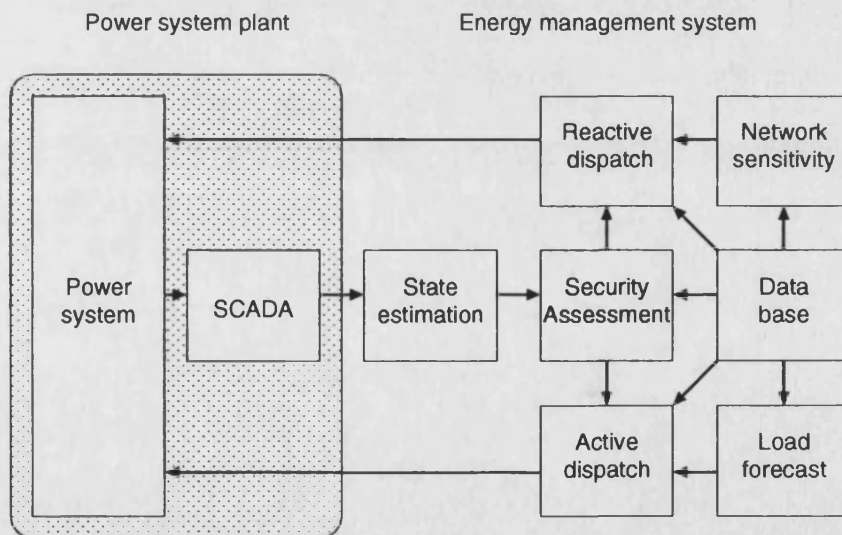 Power system plant
Energy management system
Reactive
dispatch
Network
sensitivity
Power
system
SCADA
State
estimation
Security
Assessment
Data
base
Active
dispatch
Load
forecast